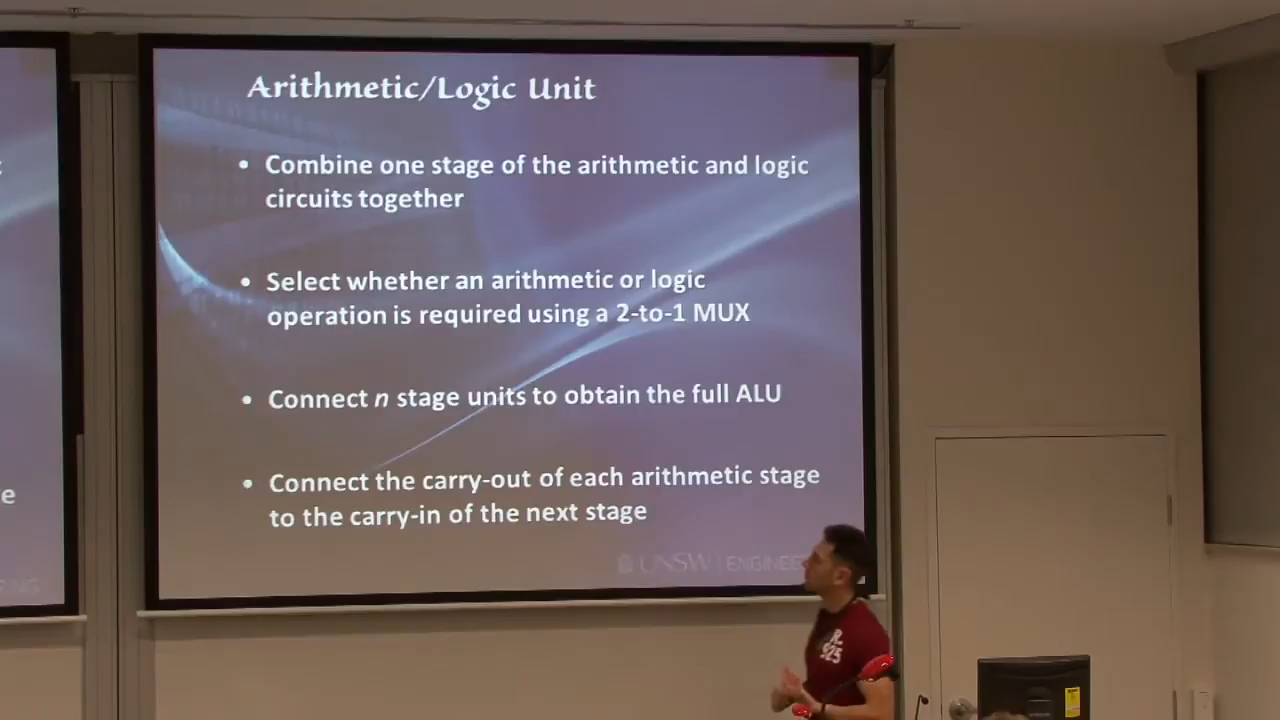 Arithmetic/Logic Unit
• Combine one stage of the arithmetic and logic
circuits together
• Select whether an arithmetic or logic
operation is required using a 2-to-1 MUX
• Connect n stage units to obtain the full ALU
• Connect the carry-out of each arithmetic stage
to the carry-in of the next stage
UNSW | ENGINEE
e
R.
925